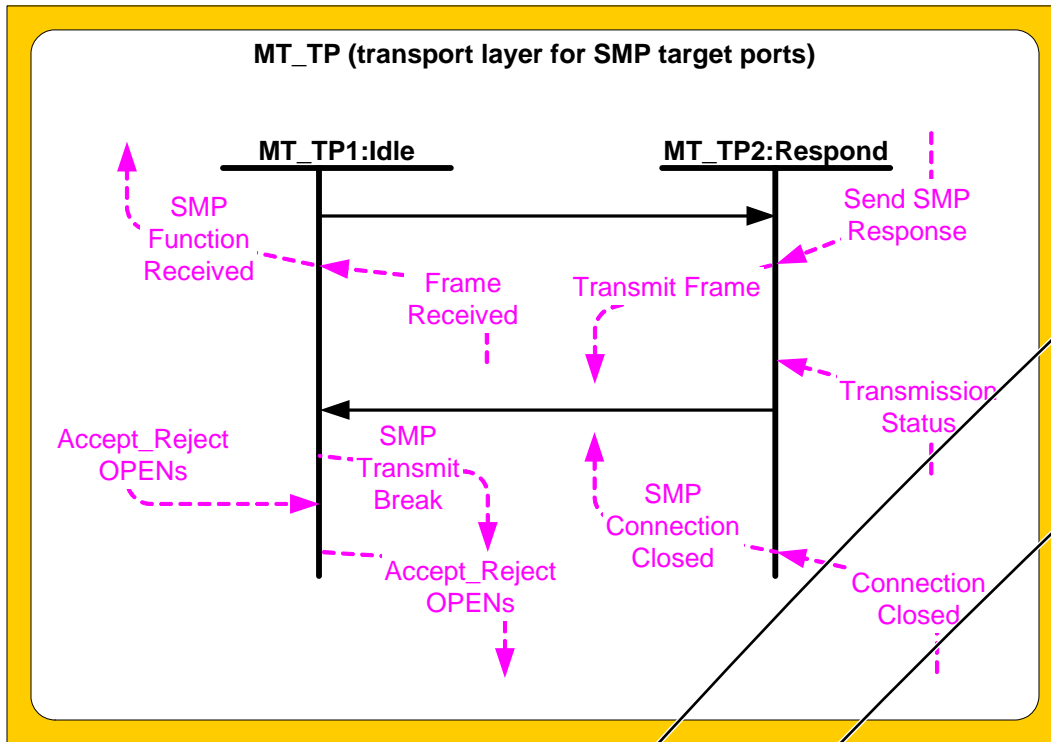 MT_TP (transport layer for SMP target ports)
MT_TP1:Idle
MT_TP2:Respond
SMP
Function
Received
Send SMP
Response
Frame
Received
Transmit Frame
Transmission
Status
Accept_Reject
OPENs
SMP
Transmit
Break
SMP
Connection
Closed
Accept_Reject
OPENs
Connection
Closed